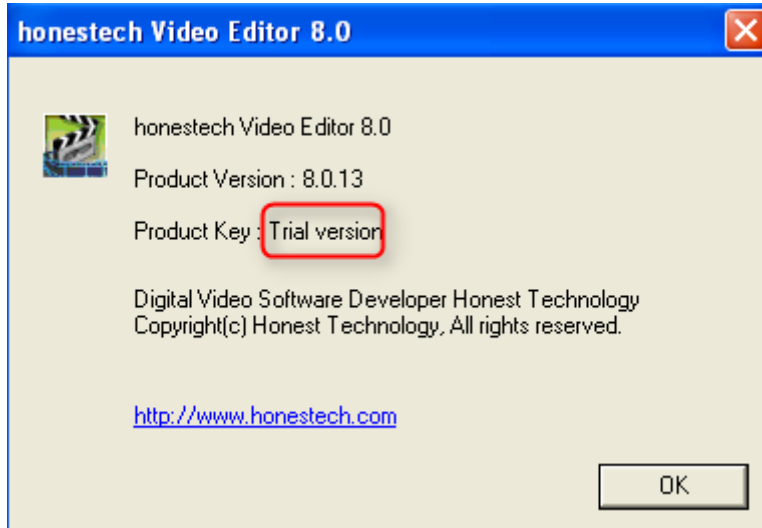 honestech Video Editor 8.0
honestech Video Editor 8.0
Product Version : 8.0.13
Product Key : Trial version
Digital Video Software Developer Honest Technology
Copyright(c) Honest Technology, All rights reserved.
http://www.honestech.com
OK